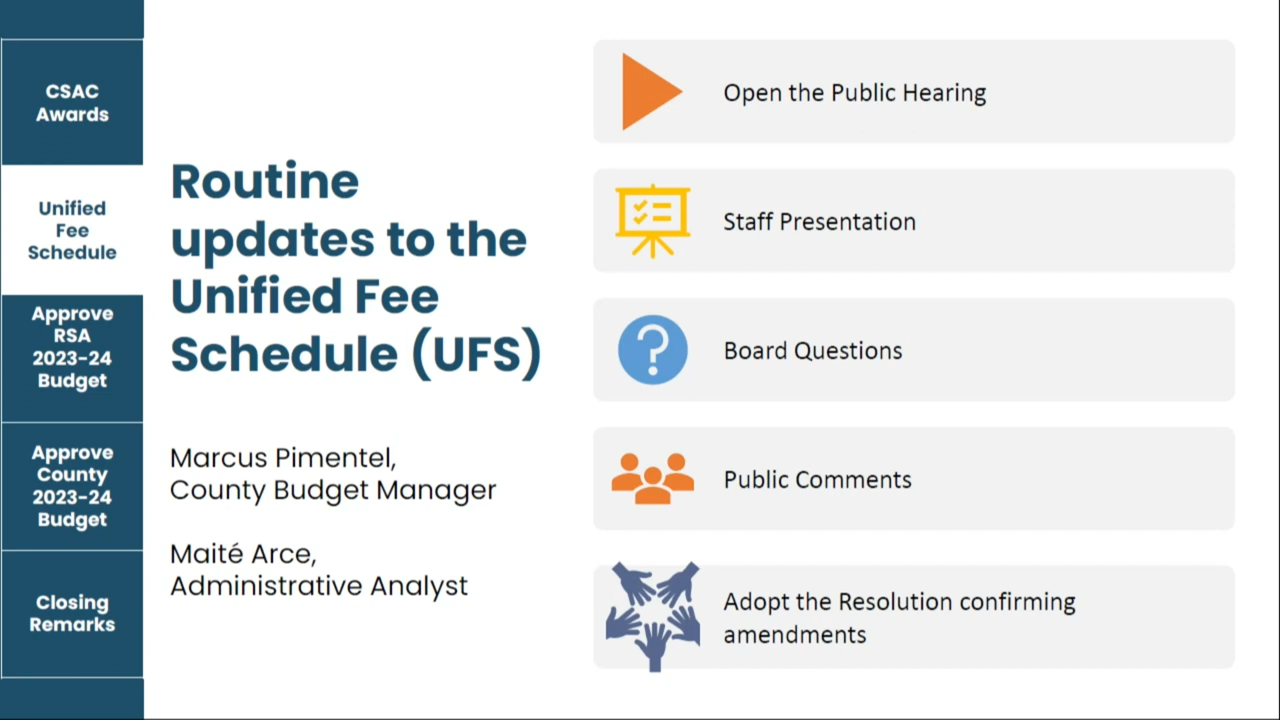 CSAC
Awards
Unified
Fee
Schedule
Approve
RSA
2023-24
Budget
Approve
County
2023-24
Budget
Closing
Remarks
Routine
updates to the
Unified Fee
Schedule (UFS)
Marcus Pimentel,
County Budget Manager
Maité Arce,
Administrative Analyst
Open the Public Hearing
Staff Presentation
Board Questions
Public Comments
Adopt the Resolution confirming
amendments